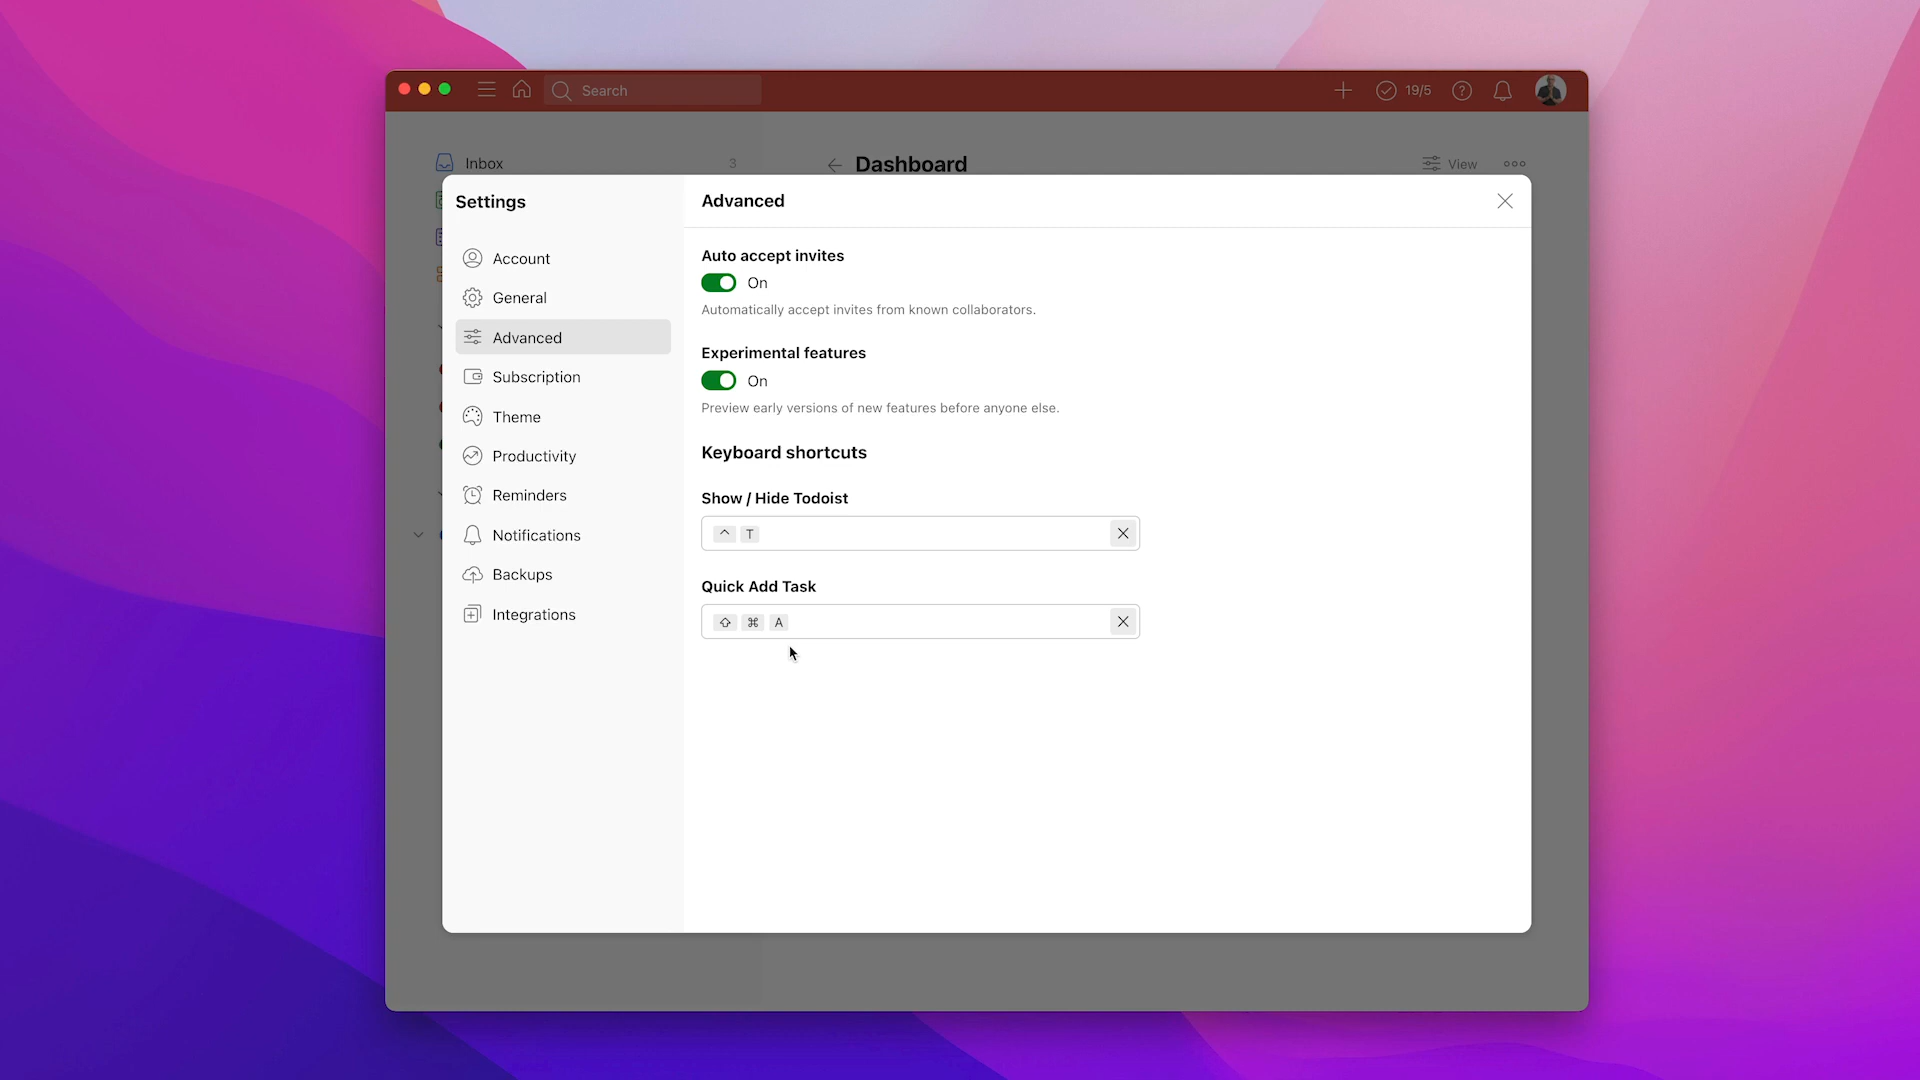 Search
19/5
Inbox
3
Dashboard
View
Settings
Account
General
Advanced
Subscription
Theme
Productivity
Reminders
Notifications
Backups
Integrations
Advanced
Auto accept invites
On
Automatically accept invites from known collaborators.
Experimental features
On
Preview early versions of new features before anyone else.
Keyboard shortcuts
Show / Hide Todoist
^ T
Quick Add Task
⇧ ⌘ A